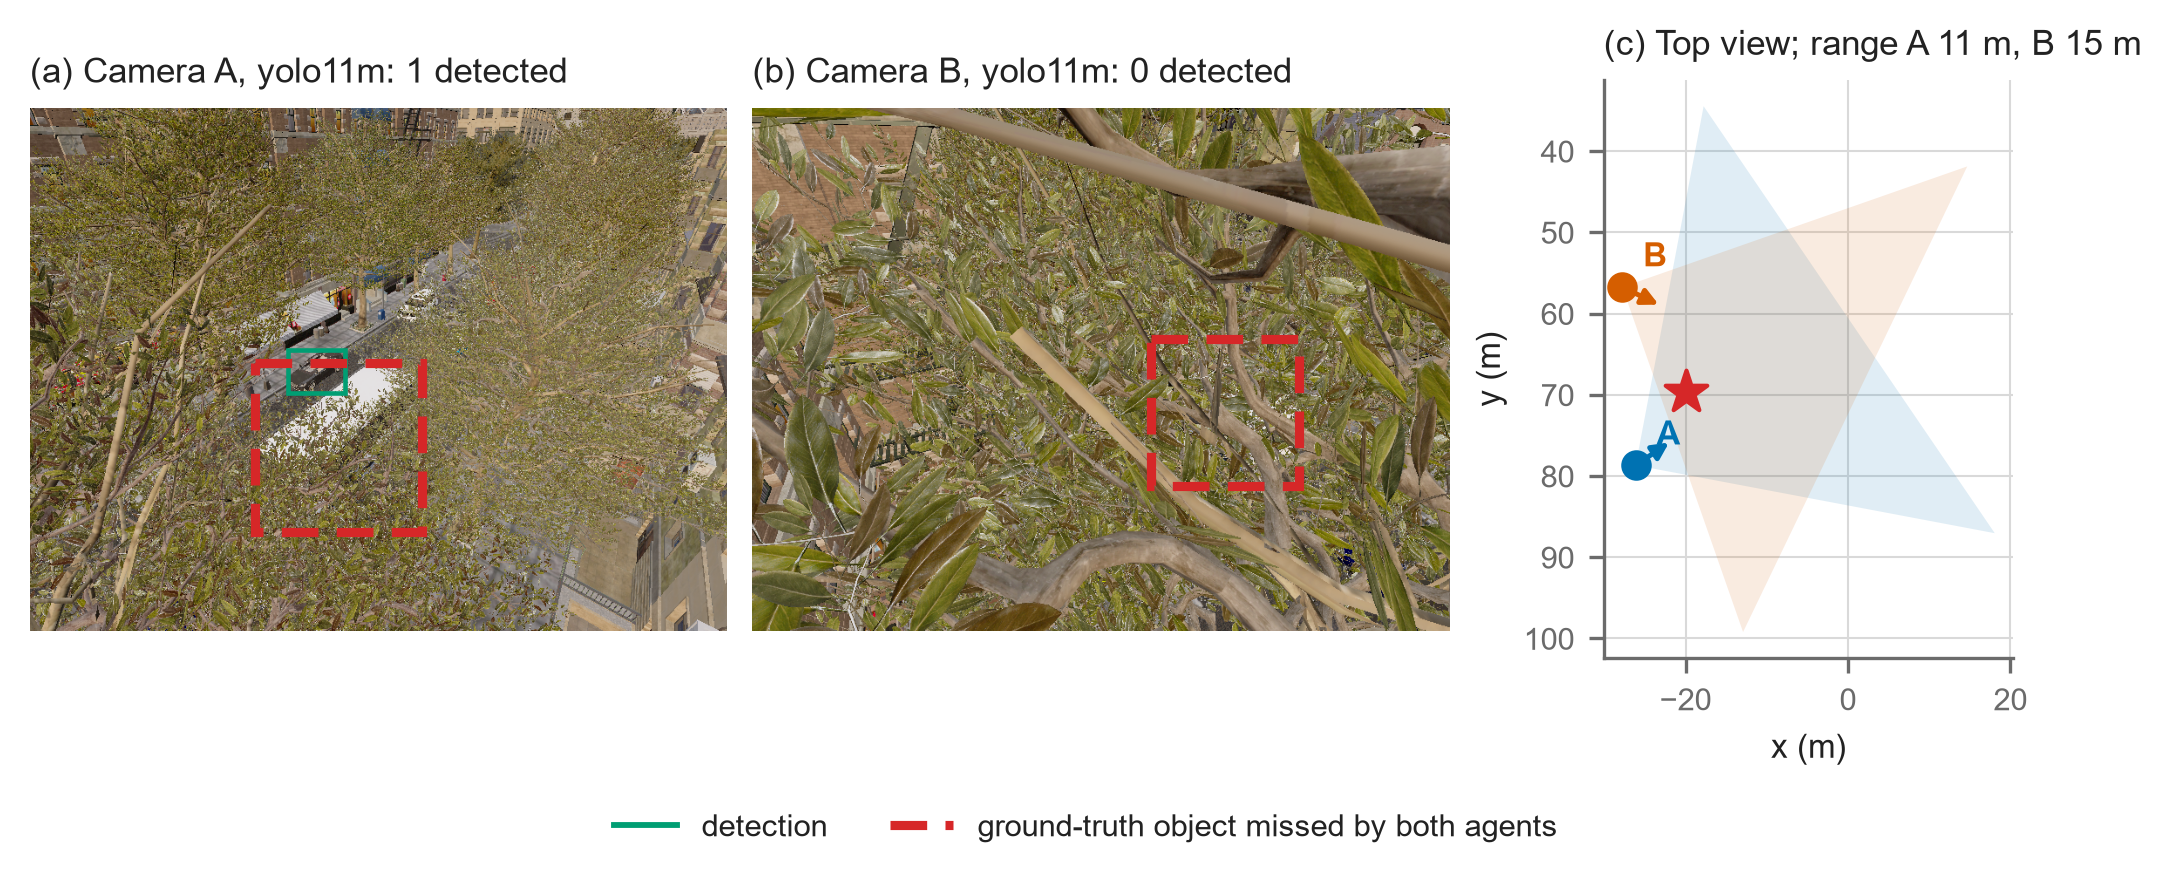 (a) Camera A, yolo11m: 1 detected
(b) Camera B, yolo11m: 0 detected
(c) Top view; range A 11 m, B 15 m
40
50
60
70
80
90
100
y (m)
B
A
−20
0
20
x (m)
detection
ground-truth object missed by both agents